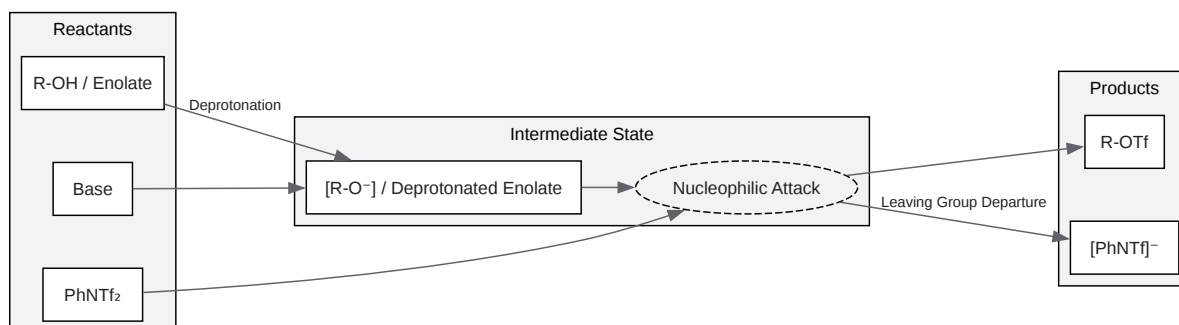 Reactants
R-OH / Enolate
Deprotonation
Base
PhNTf₂
Intermediate State
[R-O⁻] / Deprotonated Enolate
Nucleophilic Attack
Leaving Group Departure
Products
R-OTf
[PhNTf]⁻